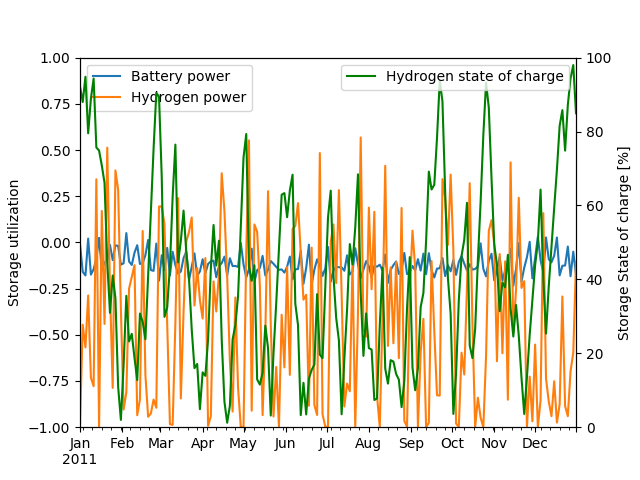 Battery power
Hydrogen power
Hydrogen state of charge
1.00
0.75
0.50
0.25
0.00
−0.25
−0.50
−0.75
−1.00
Storage utilization
100
80
60
40
20
0
Storage State of charge [%]
Jan Feb Mar Apr May Jun Jul Aug Sep Oct Nov Dec
2011